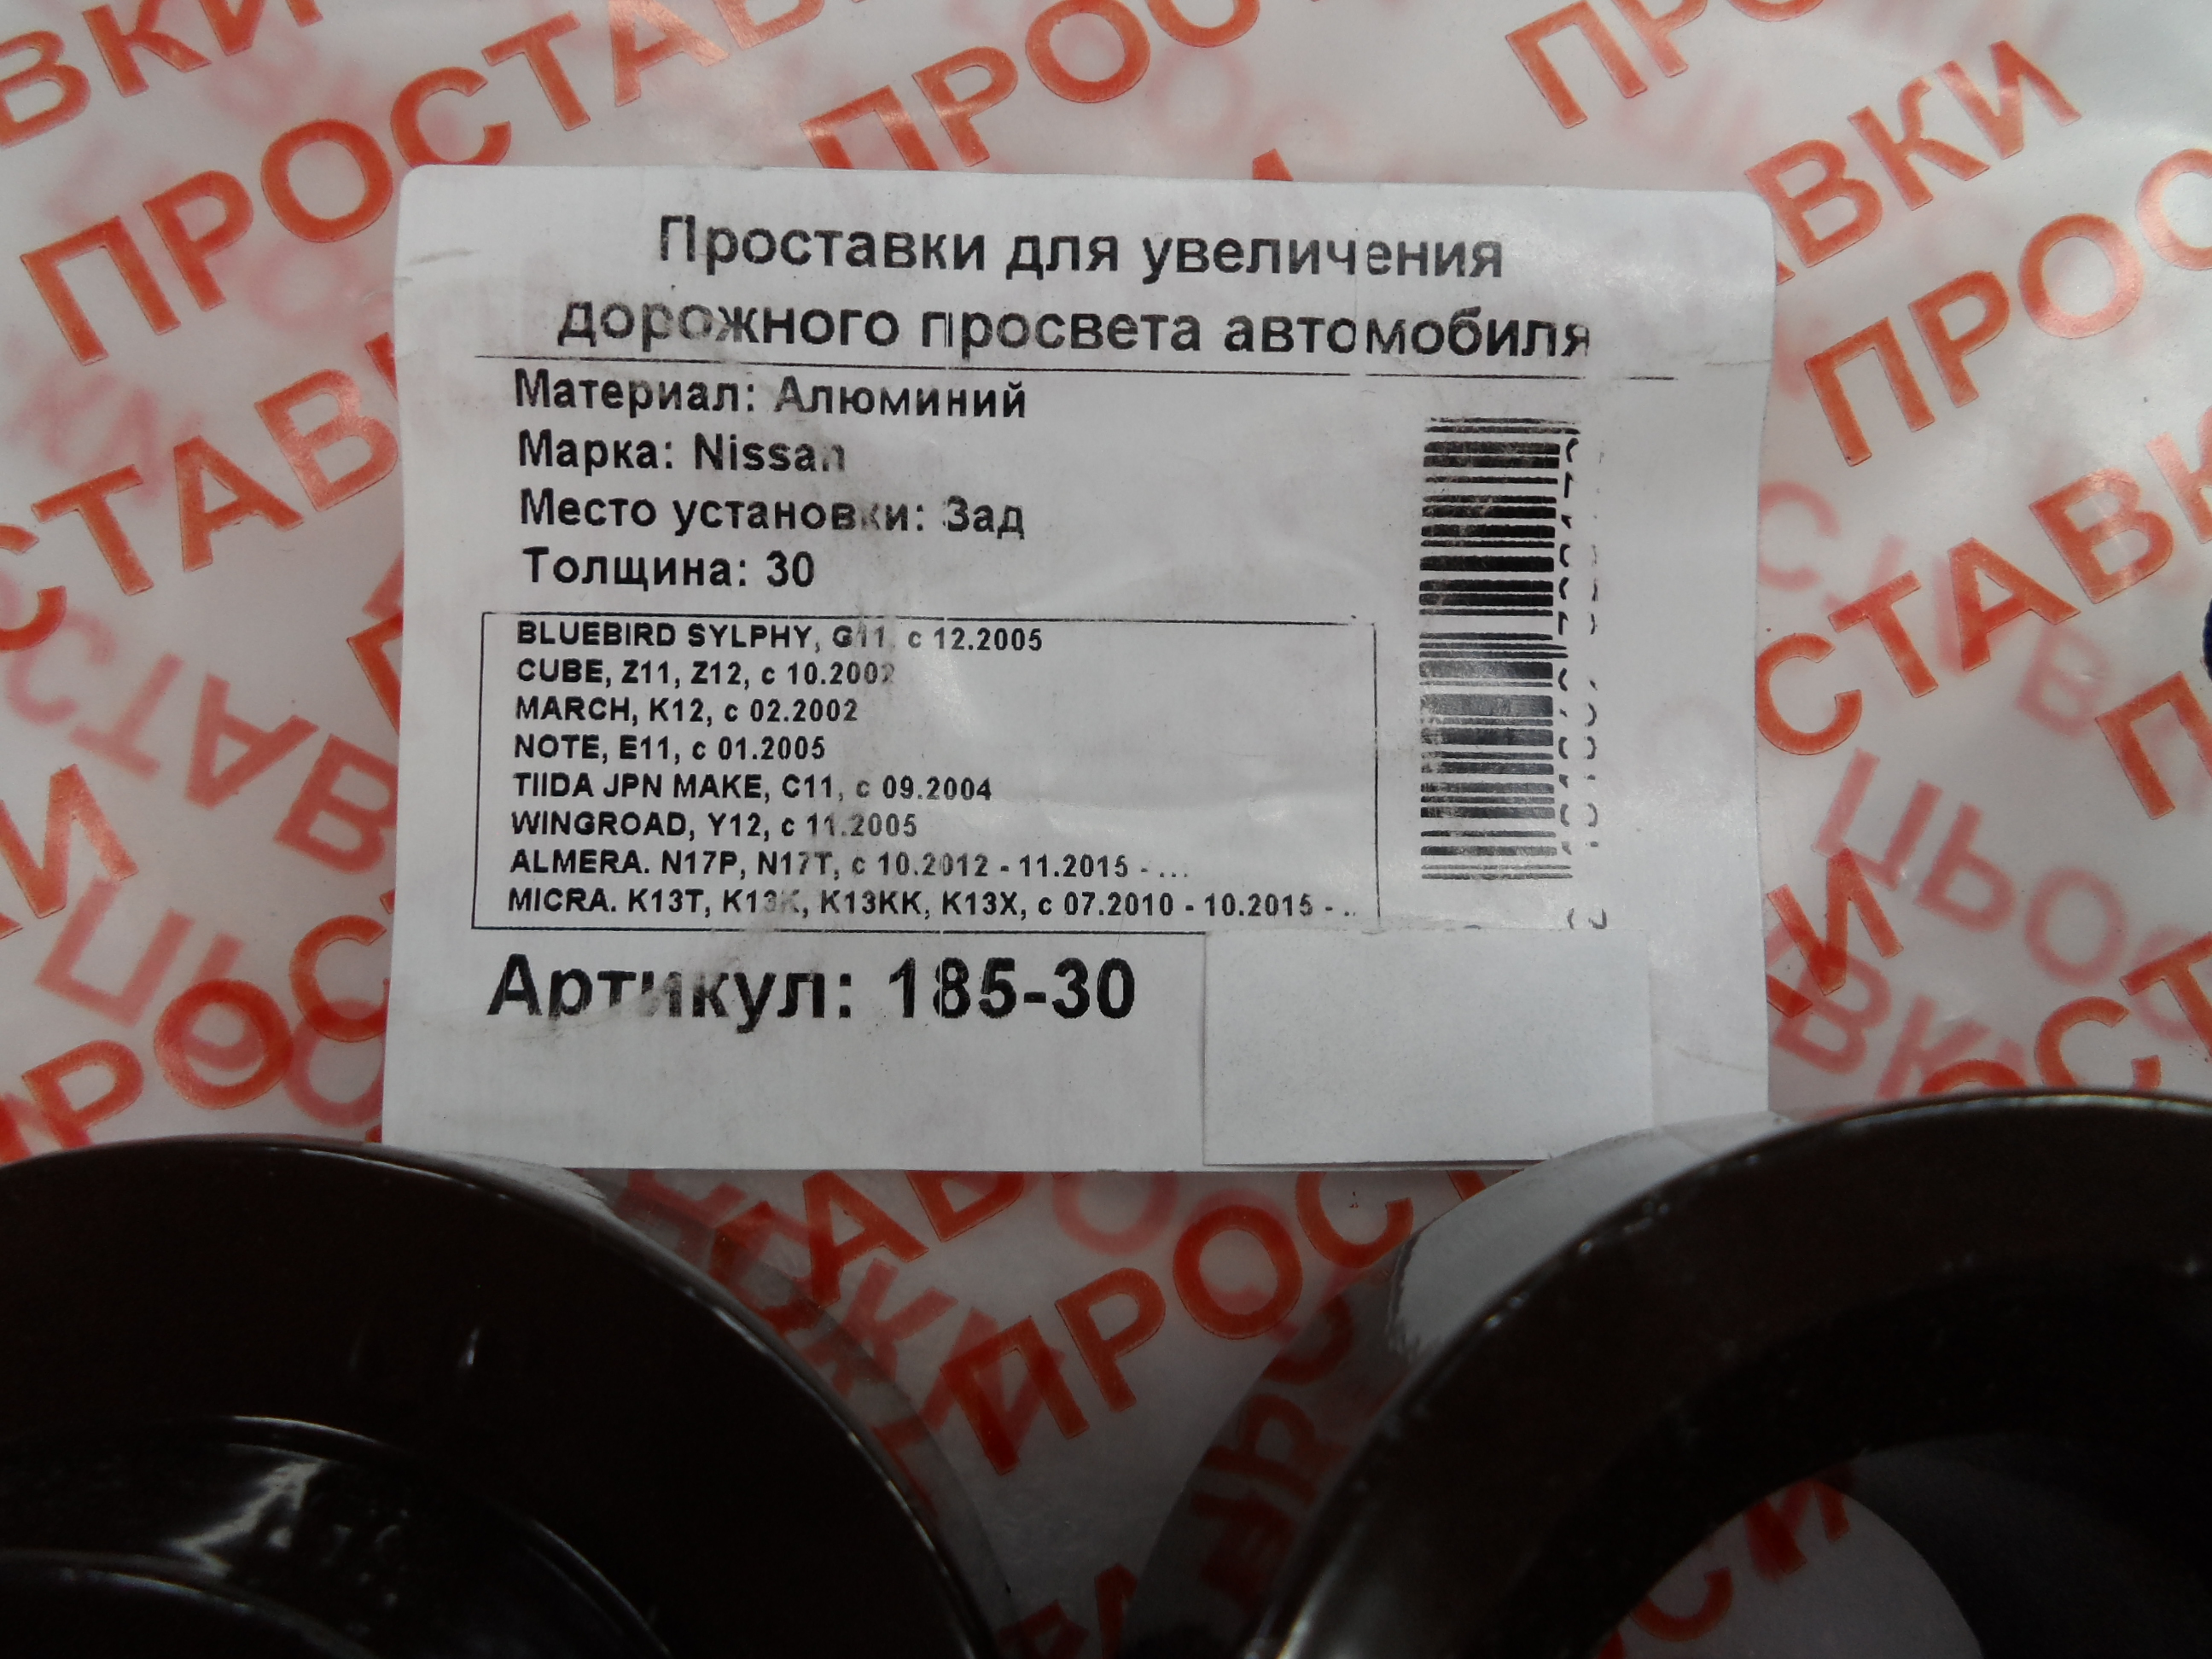 Проставки для увеличения
дорожного просвета автомобиля
Материал: Алюминий
Марка: Nissan
Место установки: Зад
Толщина: 30
BLUEBIRD SYLPHY, G11, с 12.2005
CUBE, Z11, Z12, с 10.2002
MARCH, K12, с 02.2002
NOTE, E11, с 01.2005
TIIDA JPN MAKE, C11, с 09.2004
WINGROAD, Y12, с 11.2005
ALMERA. N17P, N17T, с 10.2012 - 11.2015 - ...
MICRA. K13T, K13K, K13KK, K13X, с 07.2010 - 10.2015 - ..
Артикул: 185-30